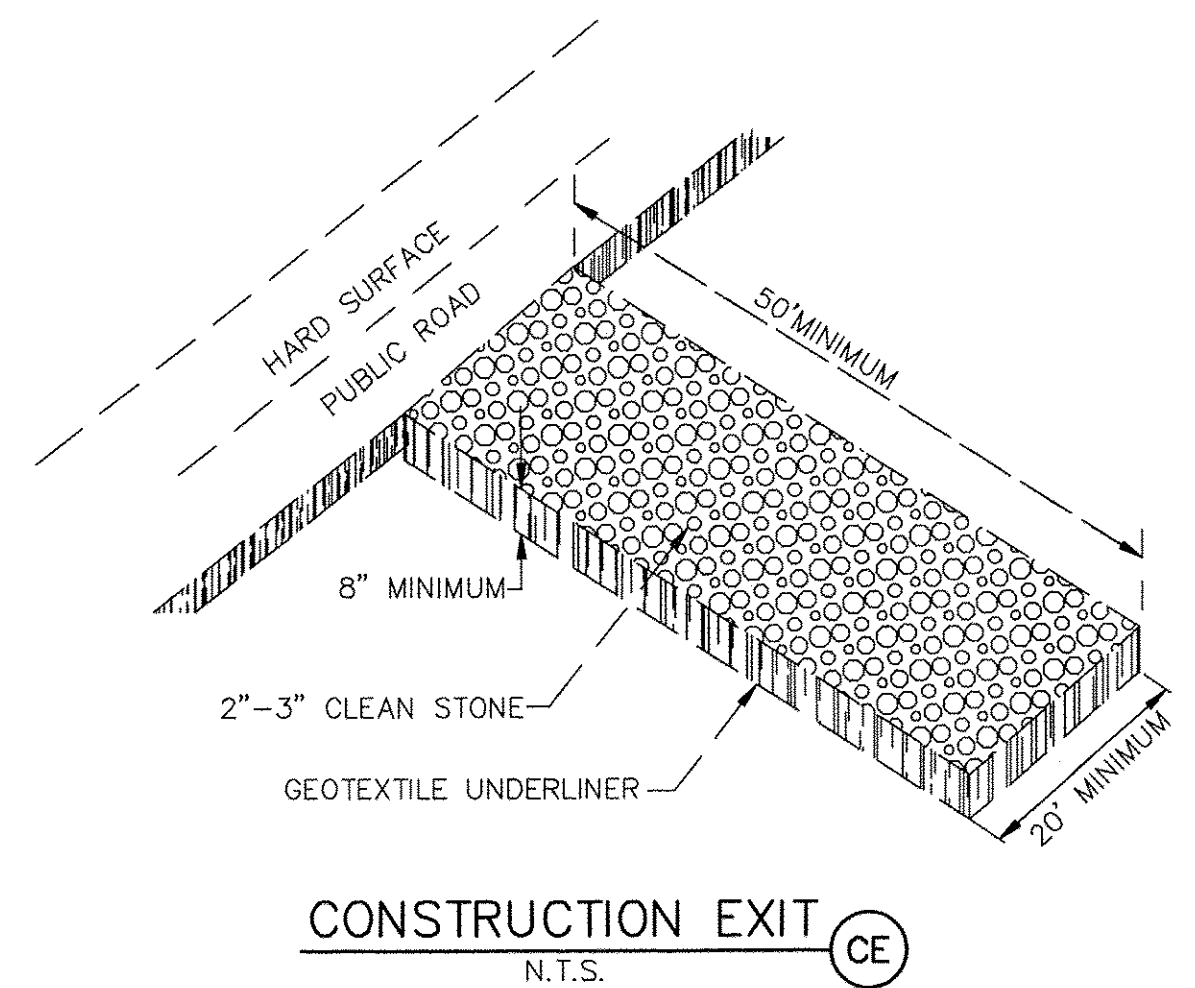 HARD SURFACE
PUBLIC ROAD
50'MINIMUM
8" MINIMUM
2"-3" CLEAN STONE
GEOTEXTILE UNDERLINER
20' MINIMUM
CONSTRUCTION EXIT
CE
N.T.S.